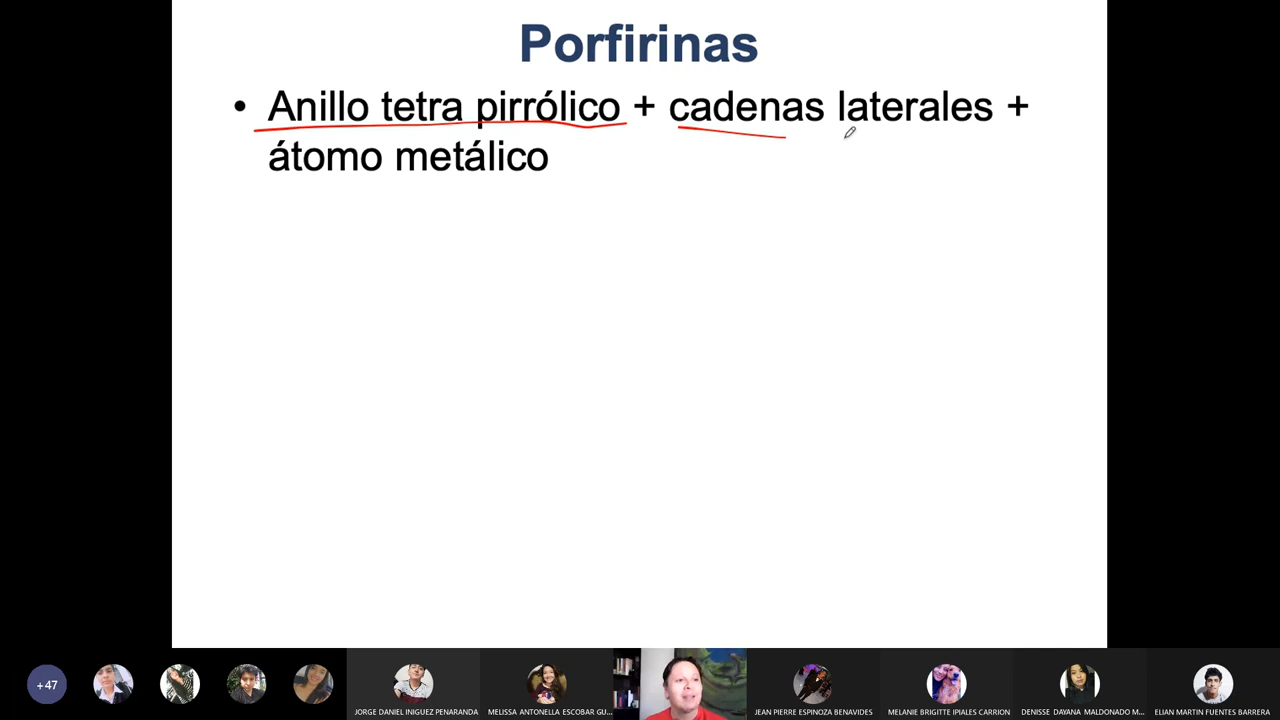 Porfirinas
• Anillo tetra pirrólico + cadenas laterales +
átomo metálico
+47
JORGE DANIEL INIGUEZ PENARANDA
MELISSA ANTONELLA ESCOBAR GU...
JEAN PIERRE ESPINOZA BENAVIDES
MELANIE BRIGITTE IPIALES CARRION
DENISSE DAYANA MALDONADO M...
ELIAN MARTIN FUENTES BARRERA